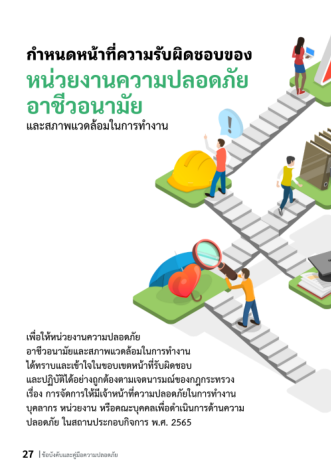 กำหนดหน้าที่ความรับผิดชอบของ
หน่วยงานความปลอดภัย
อาชีวอนามัย
และสภาพแวดล้อมในการทำงาน
เพื่อให้หน่วยงานความปลอดภัย
อาชีวอนามัยและสภาพแวดล้อมในการทำงาน
ได้ทราบและเข้าใจในขอบเขตหน้าที่รับผิดชอบ
และปฏิบัติได้อย่างถูกต้องตามเจตนารมณ์ของกฎกระทรวง
เรื่อง การจัดการให้มีเจ้าหน้าที่ความปลอดภัยในการทำงาน
บุคลากร หน่วยงาน หรือคณะบุคคลเพื่อดำเนินการด้านความ
ปลอดภัย ในสถานประกอบกิจการ พ.ศ. 2565
27 | ข้อบังคับและคู่มือความปลอดภัย